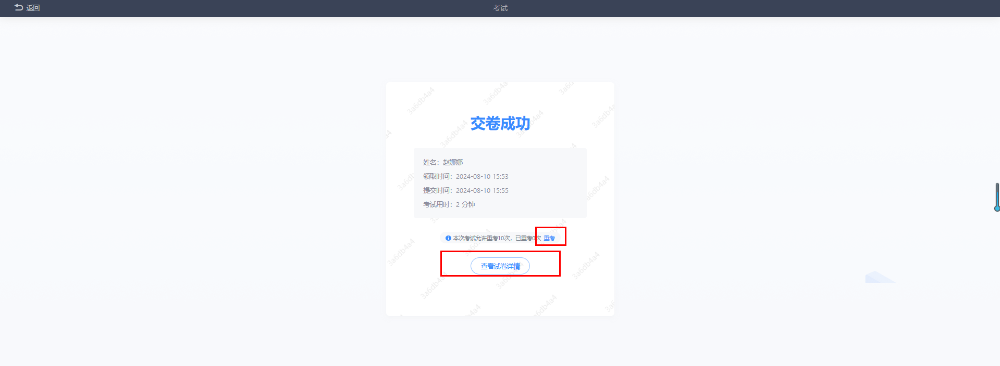 返回
考试
交卷成功
姓名：赵娜娜
领取时间：2024-08-10 15:53
提交时间：2024-08-10 15:55
考试用时：2 分钟
本次考试允许重考10次，已重考0次 重考
查看试卷详情
3a6db4a4